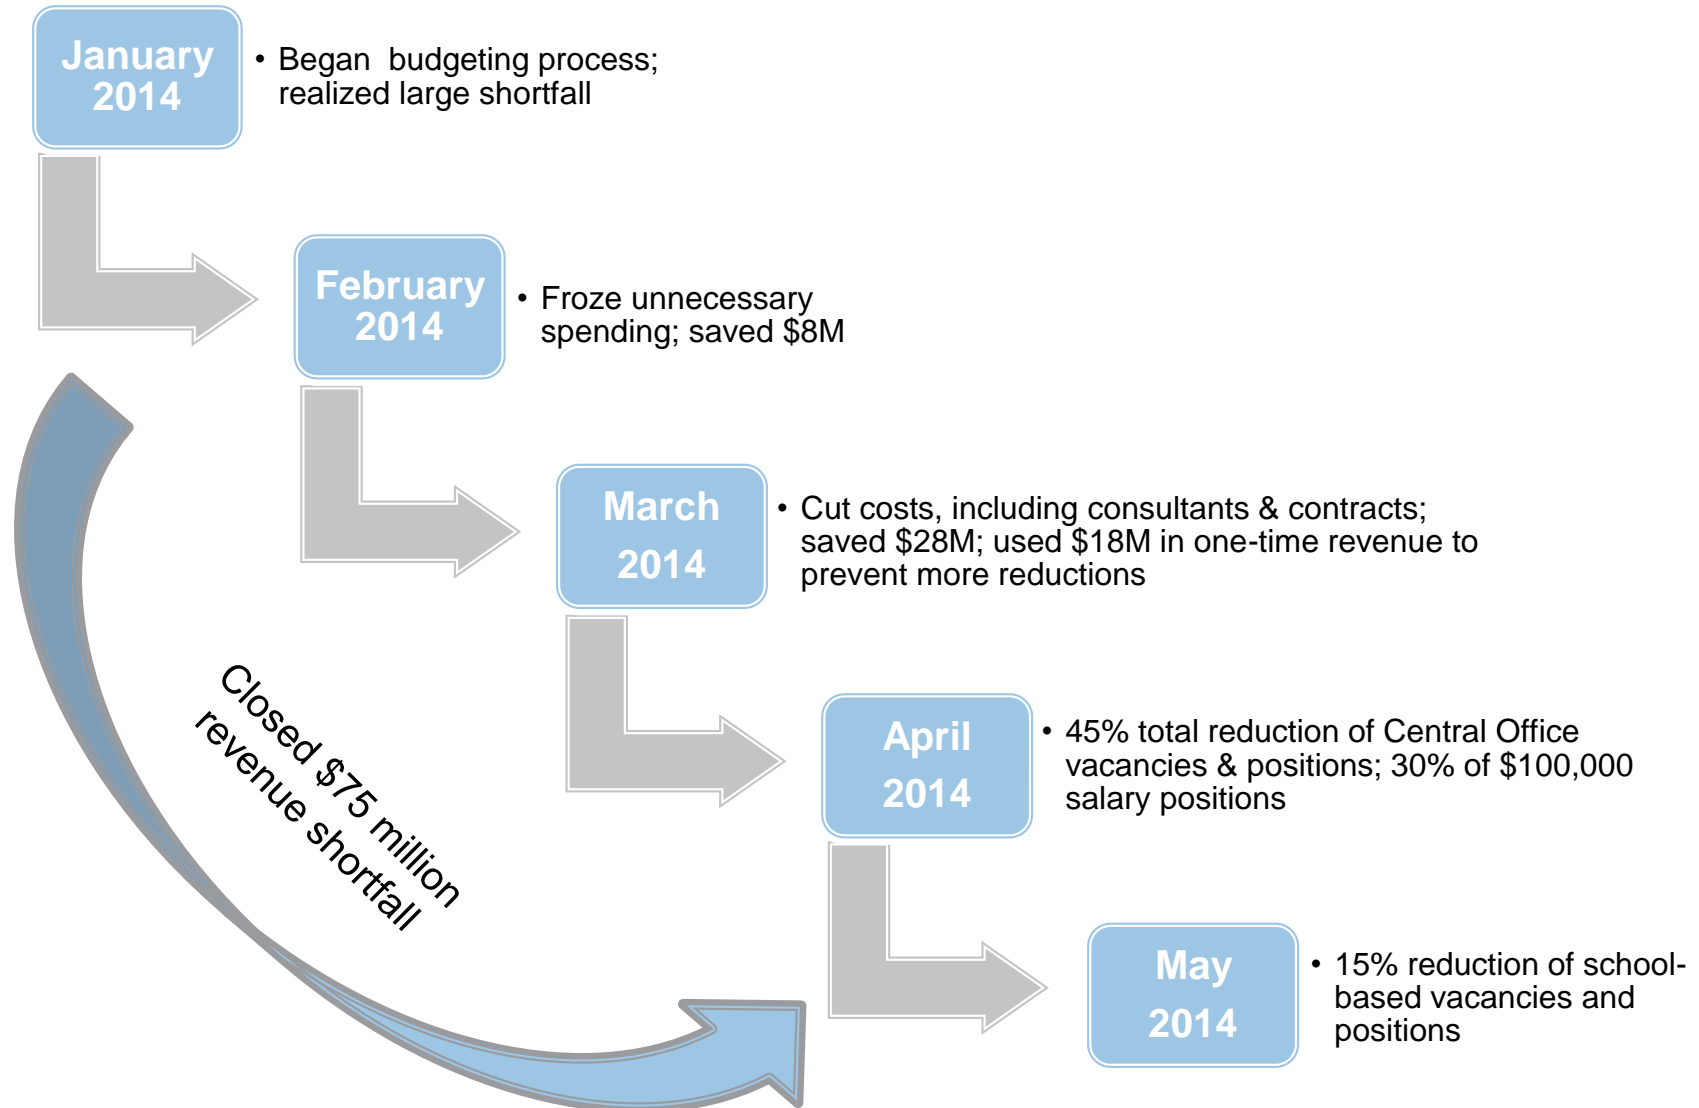 January
2014
• Began  budgeting process;
realized large shortfall
February
2014
• Froze unnecessary
spending; saved $8M
March
2014
• Cut costs, including consultants & contracts;
saved $28M; used $18M in one-time revenue to
prevent more reductions
Closed $75 million
revenue shortfall
April
2014
• 45% total reduction of Central Office
vacancies & positions; 30% of $100,000
salary positions
May
2014
• 15% reduction of school-
based vacancies and
positions